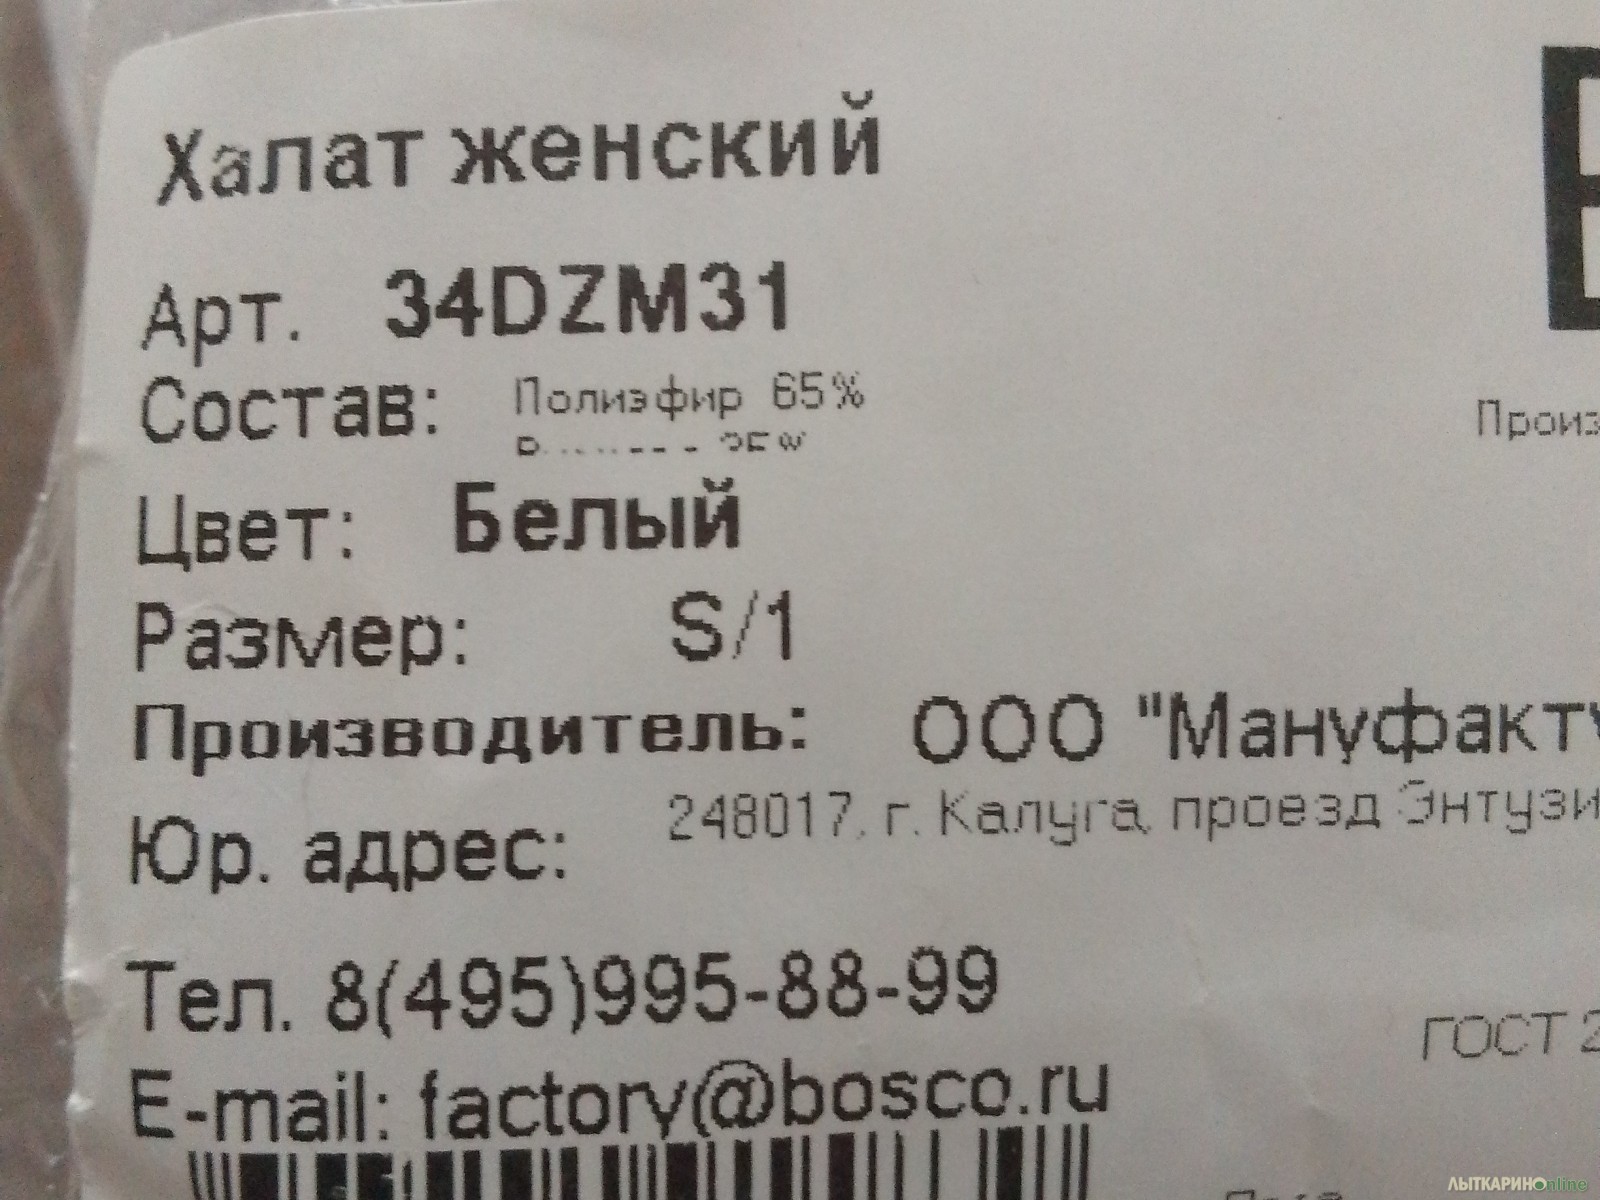 Халат женский
Арт. 34DZM31
Состав: Полиэфир 65%
Цвет: Белый
Размер: S/1
Производитель: ООО "Мануфакту
Юр. адрес: 248017, г. Калуга, проезд Энтузи
Тел. 8(495)995-88-99
E-mail: factory@bosco.ru
Произ
ГОСТ 2
ЛЫТКАРИНОonline